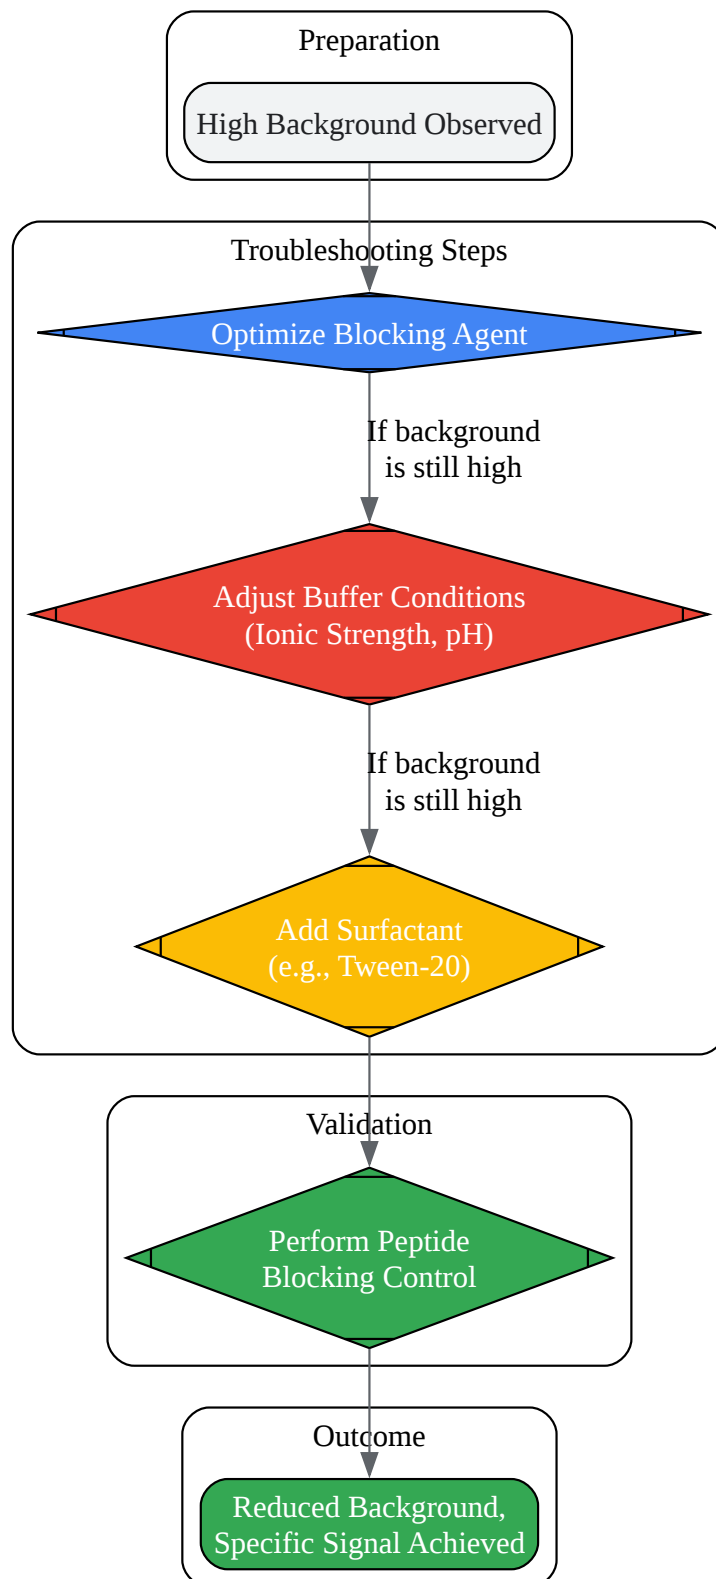 Preparation
High Background Observed
Troubleshooting Steps
Optimize Blocking Agent
If background
is still high
Adjust Buffer Conditions
(Ionic Strength, pH)
If background
is still high
Add Surfactant
(e.g., Tween-20)
Validation
Perform Peptide
Blocking Control
Outcome
Reduced Background,
Specific Signal Achieved